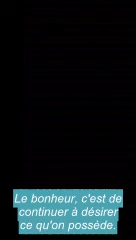 Le bonheur, c'est de
continuer à désirer
ce qu'on possède.